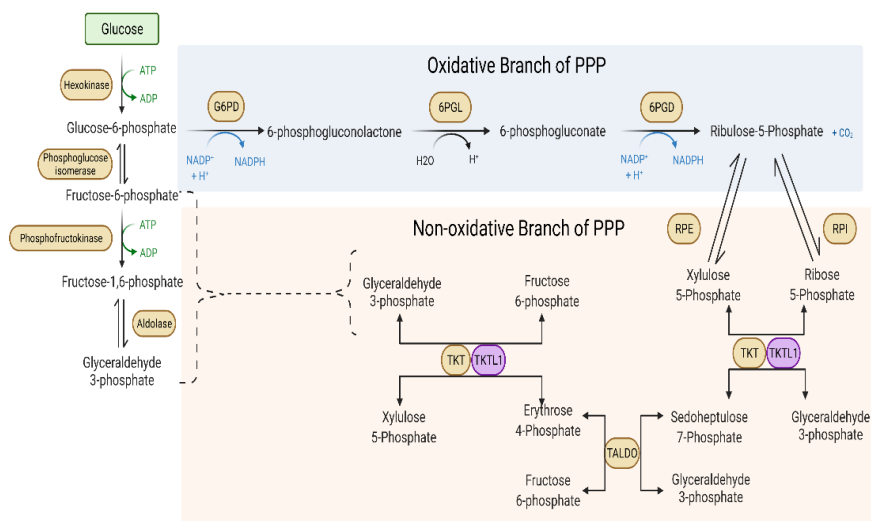 Glucose
ATP
Hexokinase
ADP
Glucose-6-phosphate
Phosphoglucose
isomerase
Fructose-6-phosphate
ATP
Phosphofructokinase
ADP
Fructose-1,6-phosphate
Aldolase
Glyceraldehyde
3-phosphate
Oxidative Branch of PPP
G6PD
6PGL
6PGD
6-phosphogluconolactone
6-phosphogluconate
Ribulose-5-Phosphate
+ CO₂
NADP⁺
+ H⁺
NADPH
H2O
H⁺
NADP⁺
+ H⁺
NADPH
Non-oxidative Branch of PPP
RPE
RPI
Glyceraldehyde
3-phosphate
Fructose
6-phosphate
Xylulose
5-Phosphate
Ribose
5-Phosphate
TKT
TKTL1
TKT
TKTL1
Xylulose
5-Phosphate
Erythrose
4-Phosphate
Sedoheptulose
7-Phosphate
Glyceraldehyde
3-phosphate
TALDO
Fructose
6-phosphate
Glyceraldehyde
3-phosphate